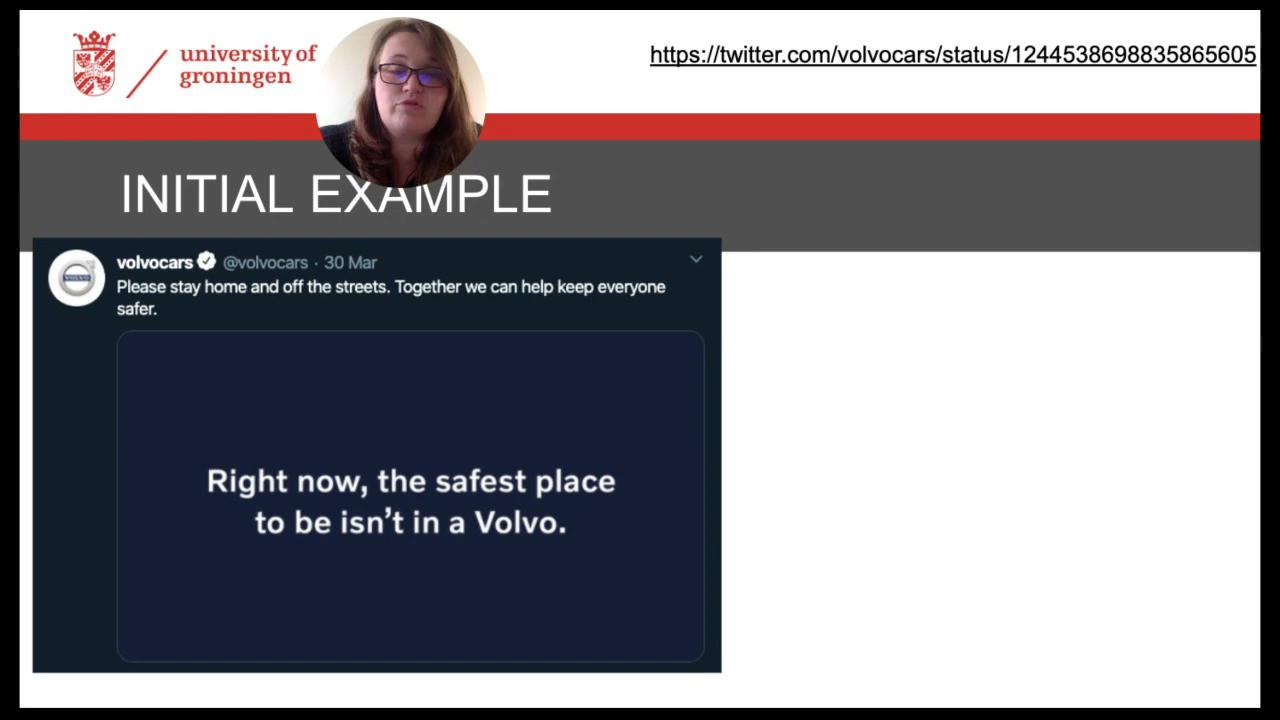 university of
groningen
https://twitter.com/volvocars/status/1244538698835865605
INITIAL EXAMPLE
volvocars @volvocars · 30 Mar
Please stay home and off the streets. Together we can help keep everyone
safer.
VOLVO
Right now, the safest place
to be isn't in a Volvo.